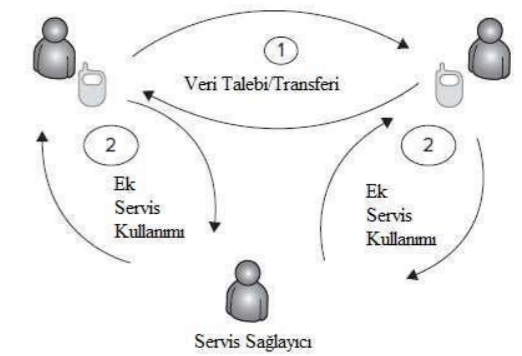 1
Veri Talebi/Transferi
2
Ek
Servis
Kullanımı
2
Ek
Servis
Kullanımı
Servis Sağlayıcı